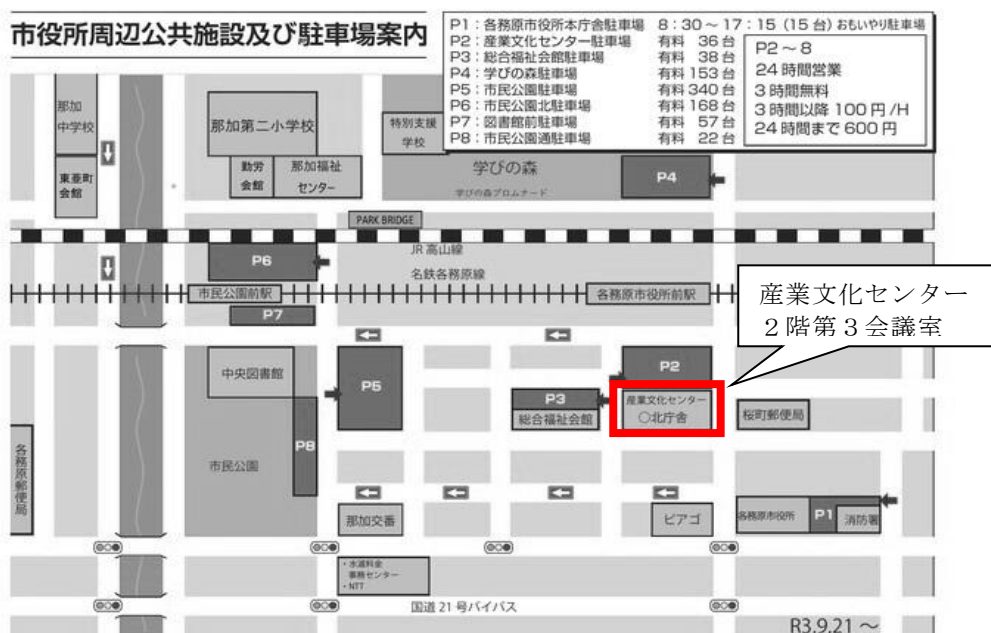 市役所周辺公共施設及び駐車場案内
P1：各務原市役所本庁舎駐車場　8：30～17：15（15台）おもいやり駐車場
P2：産業文化センター駐車場　有料　36台
P3：総合福祉会館駐車場　有料　38台
P4：学びの森駐車場　有料153台
P5：市民公園駐車場　有料340台
P6：市民公園北駐車場　有料168台
P7：図書館前駐車場　有料　57台
P8：市民公園通駐車場　有料　22台
P2～8
24時間営業
3時間無料
3時間以降100円/H
24時間まで600円
那加
中学校
東亜町
会館
那加第二小学校
勤労
会館
那加福祉
センター
特別支援
学校
学びの森
学びの森プロムナード
P4
PARK BRIDGE
JR高山線
P6
名鉄各務原線
市民公園前駅
各務原市役所前駅
P7
産業文化センター
２階第３会議室
中央図書館
P5
P2
P3
総合福祉会館
産業文化センター
○北庁舎
桜町郵便局
各務原郵便局
市民公園
P8
那加交番
ピアゴ
各務原市役所
P1
消防署
・水道料金
事務センター
・NTT
国道21号バイパス
R3.9.21～